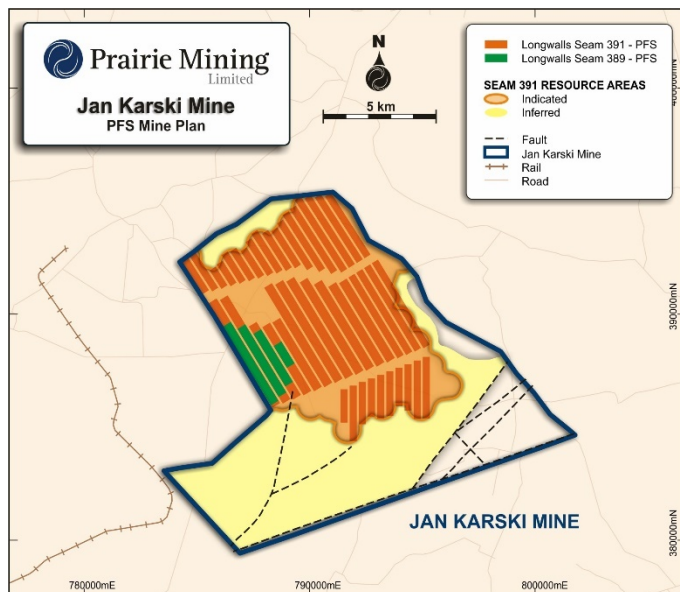 Prairie Mining
Limited
Jan Karski Mine
PFS Mine Plan
N
5 km
Longwalls Seam 391 - PFS
Longwalls Seam 389 - PFS
SEAM 391 RESOURCE AREAS
Indicated
Inferred
Fault
Jan Karski Mine
Rail
Road
390000mN
380000mN
JAN KARSKI MINE
780000mE
790000mE
800000mE